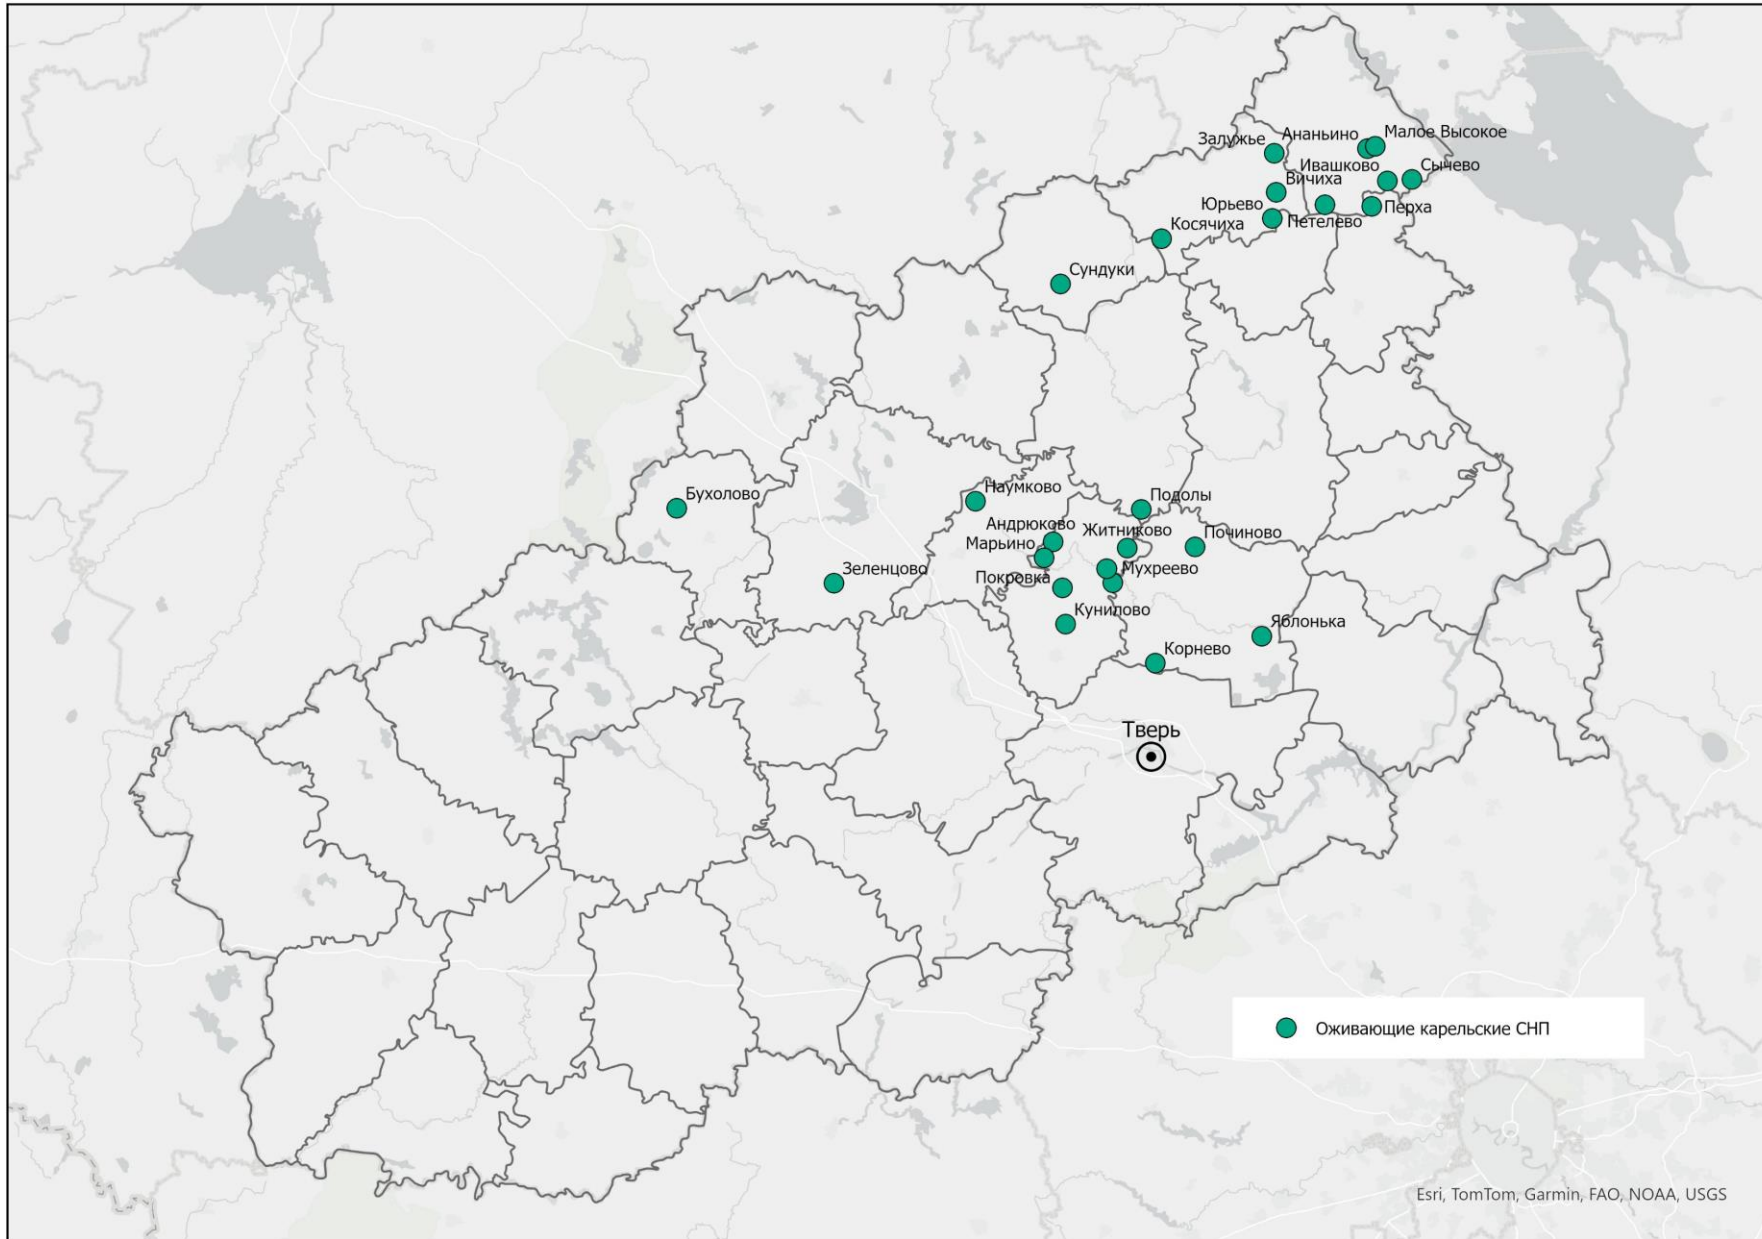 Залужье
Ананьино
Малое Высокое
Ивашково
Сычево
Вичиха
Юрьево
Петелево
Перха
Косячиха
Сундуки
Бухолово
Наумково
Подолы
Андрюково
Житниково
Починово
Марьино
Зеленцово
Покровка
Мухреево
Кунилово
Яблонька
Корнево
Тверь
Оживающие карельские СНП
Esri, TomTom, Garmin, FAO, NOAA, USGS